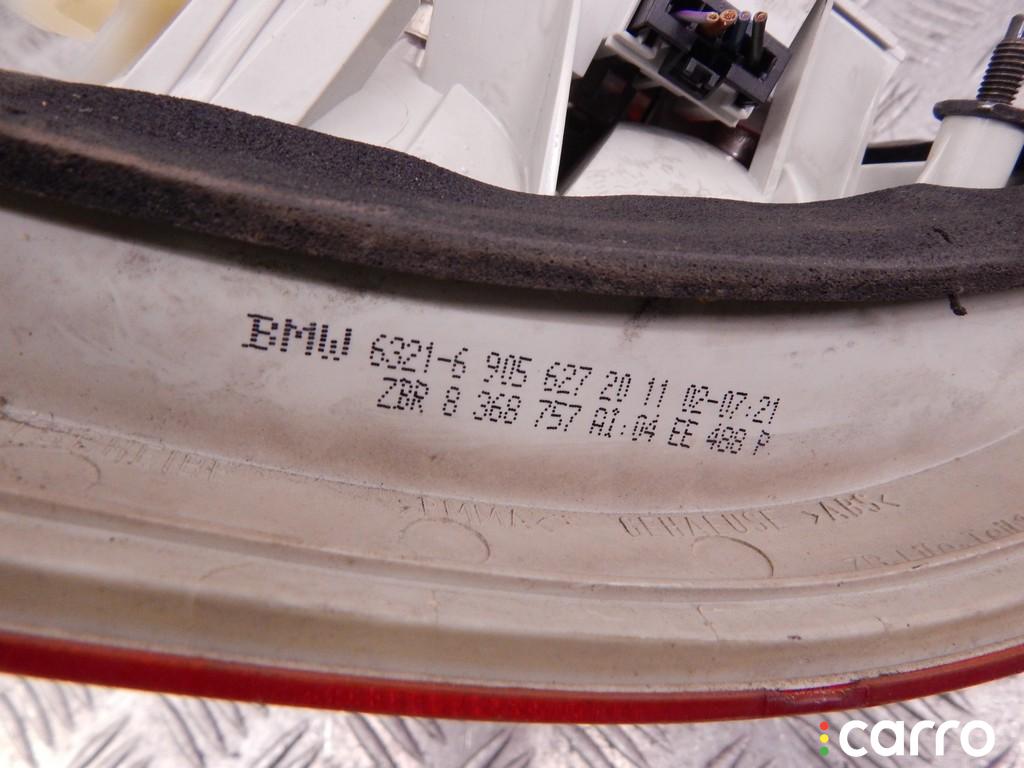 BMW 6321-6 905 627 20 11 02-07:21
ZBR 8 368 757 AI:04 EE 488 P
GEHAEUSE >ABS<
carro